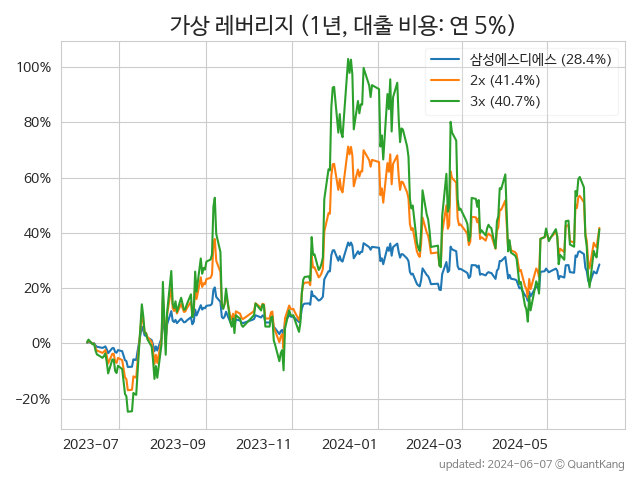 가상 레버리지 (1년, 대출 비용: 연 5%)
삼성에스디에스 (28.4%)
2x (41.4%)
3x (40.7%)
100%
80%
60%
40%
20%
0%
−20%
2023-07
2023-09
2023-11
2024-01
2024-03
2024-05
updated: 2024-06-07 © QuantKang